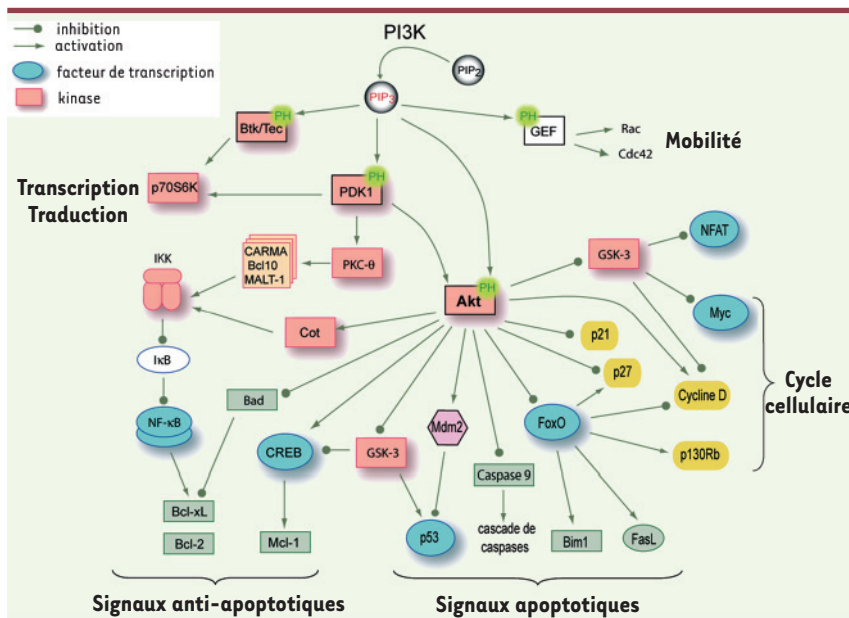 inhibition
activation
facteur de transcription
kinase
PI3K
PIP2
PIP3
PH
Btk/Tec
PH
GEF
Rac
Cdc42
Mobilité
Transcription
Traduction
p70S6K
PH
PDK1
CARMA
Bcl10
MALT-1
PKC-θ
IKK
Cot
PH
Akt
GSK-3
NFAT
Myc
p21
p27
Cycline D
p130Rb
Cycle
cellulaire
IκB
Bad
NF-κB
CREB
GSK-3
Mdm2
Caspase 9
FoxO
Bcl-xL
Bcl-2
Mcl-1
p53
cascade de
caspases
Bim1
FasL
Signaux anti-apoptotiques
Signaux apoptotiques